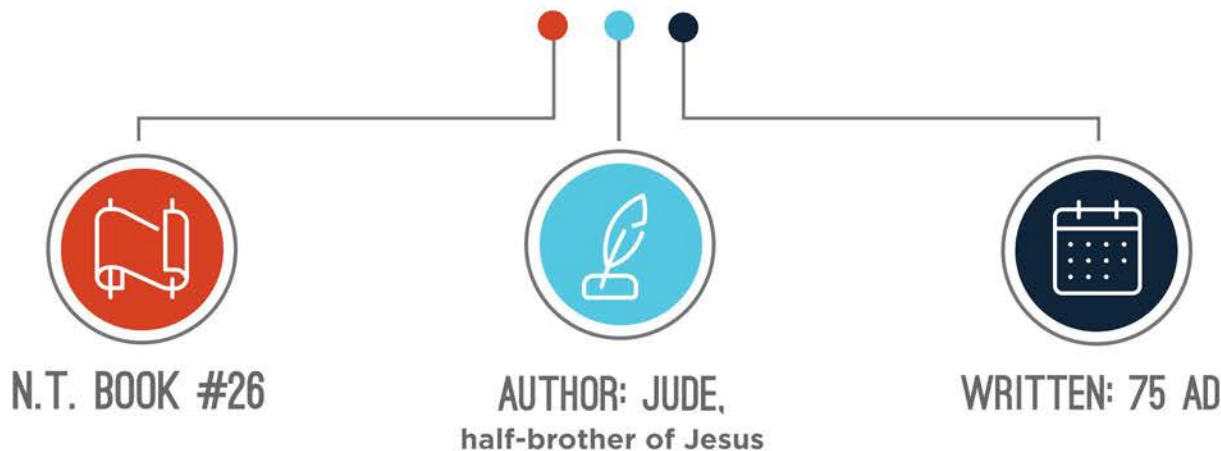 N.T. BOOK #26
AUTHOR: JUDE,
half-brother of Jesus
WRITTEN: 75 AD